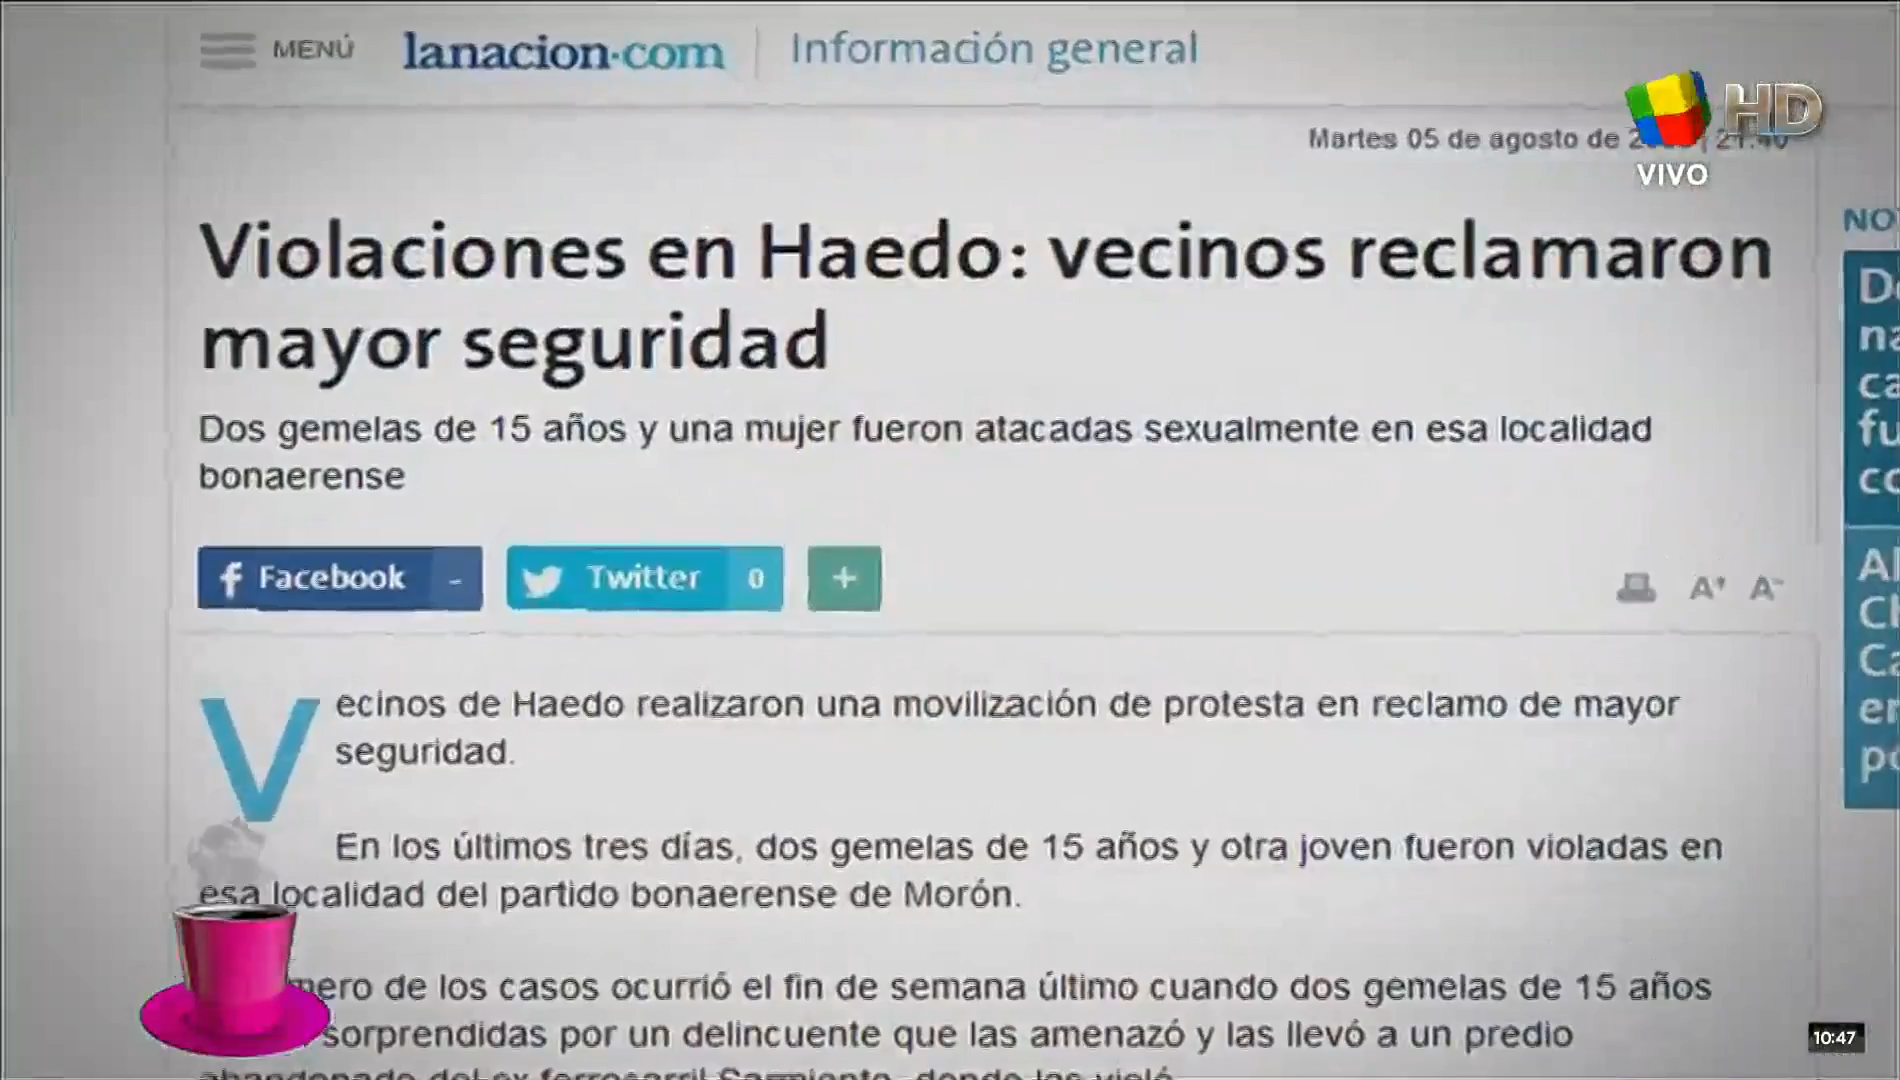 MENÚ lanacion.com Información general
HD
Martes 05 de agosto de
VIVO
Violaciones en Haedo: vecinos reclamaron
mayor seguridad
Dos gemelas de 15 años y una mujer fueron atacadas sexualmente en esa localidad
bonaerense
f Facebook - Twitter 0 +
A+ A-
Vecinos de Haedo realizaron una movilización de protesta en reclamo de mayor
seguridad.
En los últimos tres días, dos gemelas de 15 años y otra joven fueron violadas en
esa localidad del partido bonaerense de Morón.
mero de los casos ocurrió el fin de semana último cuando dos gemelas de 15 años
sorprendidas por un delincuente que las amenazó y las llevó a un predio
10:47